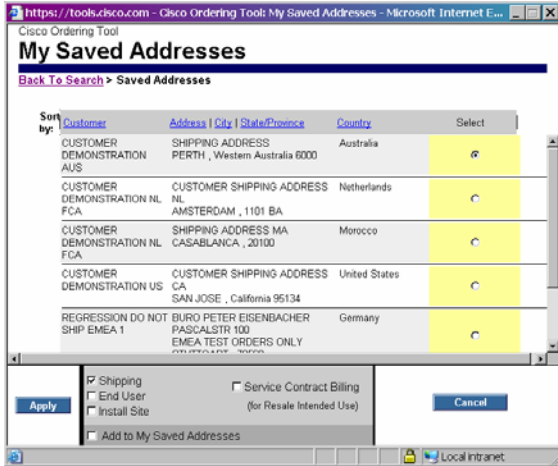 https://tools.cisco.com - Cisco Ordering Tool: My Saved Addresses - Microsoft Internet E...
Cisco Ordering Tool
My Saved Addresses
Back To Search > Saved Addresses
Sort by: Customer Address | City | State/Province Country Select
CUSTOMER SHIPPING ADDRESS Australia
DEMONSTRATION PERTH , Western Australia 6000
AUS
CUSTOMER CUSTOMER SHIPPING ADDRESS Netherlands
DEMONSTRATION NL NL
FCA AMSTERDAM , 1101 BA
CUSTOMER SHIPPING ADDRESS MA Morocco
DEMONSTRATION NL CASABLANCA , 20100
FCA
CUSTOMER CUSTOMER SHIPPING ADDRESS United States
DEMONSTRATION US CA
SAN JOSE , California 95134
REGRESSION DO NOT BURO PETER EISENBACHER Germany
SHIP EMEA 1 PASCALSTR 100
EMEA TEST ORDERS ONLY
Apply
Shipping
End User
Install Site
Service Contract Billing
(for Resale Intended Use)
Cancel
Add to My Saved Addresses
Local intranet